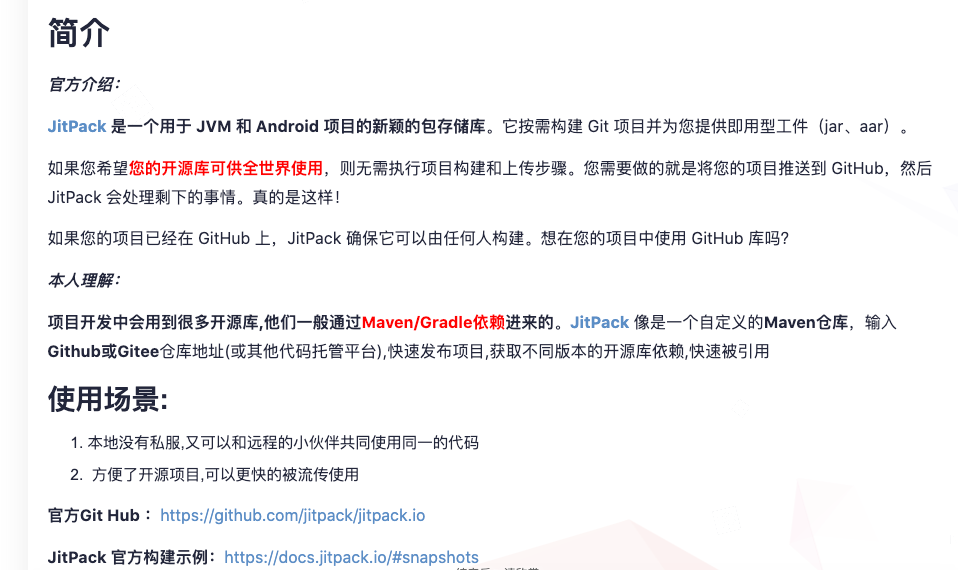 简介
官方介绍：
JitPack 是一个用于 JVM 和 Android 项目的新颖的包存储库。它按需构建 Git 项目并为您提供即用型工件（jar、aar）。
如果您希望您的开源库可供全世界使用，则无需执行项目构建和上传步骤。您需要做的就是将您的项目推送到 GitHub，然后
JitPack 会处理剩下的事情。真的是这样！
如果您的项目已经在 GitHub 上，JitPack 确保它可以由任何人构建。想在您的项目中使用 GitHub 库吗?
本人理解：
项目开发中会用到很多开源库,他们一般通过Maven/Gradle依赖进来的。JitPack 像是一个自定义的Maven仓库，输入
Github或Gitee仓库地址(或其他代码托管平台),快速发布项目,获取不同版本的开源库依赖,快速被引用
使用场景:
1. 本地没有私服,又可以和远程的小伙伴共同使用同一的代码
2. 方便了开源项目,可以更快的被流传使用
官方Git Hub： https://github.com/jitpack/jitpack.io
JitPack 官方构建示例： https://docs.jitpack.io/#snapshots